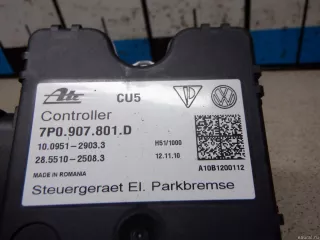 Ate
CU5
Controller
7P0.907.801.D
10.0951-2903.3
H51/1000
28.5510-2508.3
12.11.10
MADE IN ROMANIA
A10B1200112
Steuergeraet El. Parkbremse